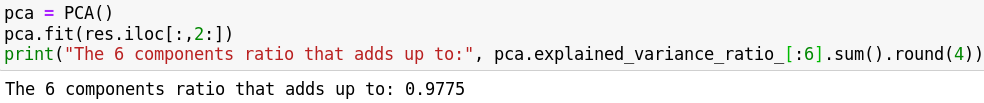 pca = PCA()
pca.fit(res.iloc[:,2:])
print("The 6 components ratio that adds up to:", pca.explained_variance_ratio_[:6].sum().round(4))
The 6 components ratio that adds up to: 0.9775